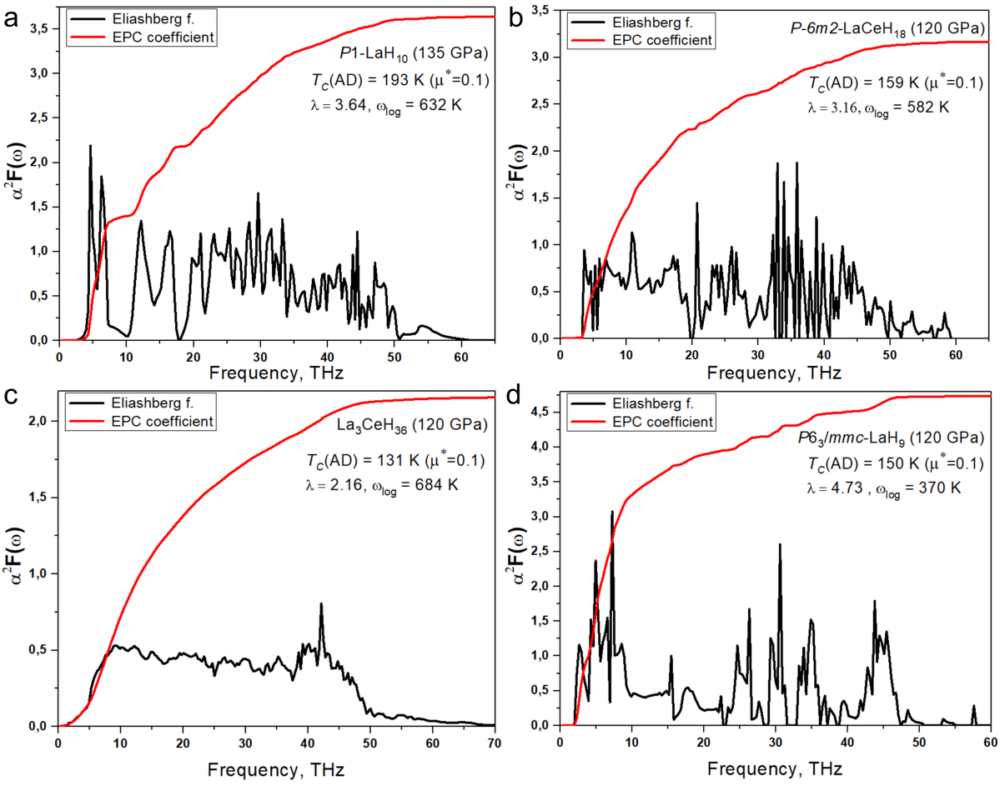 a
Eliashberg f.
EPC coefficient
P1-LaH10 (135 GPa)
TC(AD) = 193 K (μ*=0.1)
λ = 3.64, ωlog = 632 K
α2F(ω)
3,5
3,0
2,5
2,0
1,5
1,0
0,5
0,0
0 10 20 30 40 50 60
Frequency, THz
b
Eliashberg f.
EPC coefficient
P-6m2-LaCeH18 (120 GPa)
TC(AD) = 159 K (μ*=0.1)
λ = 3.16, ωlog = 582 K
α2F(ω)
3,5
3,0
2,5
2,0
1,5
1,0
0,5
0,0
0 10 20 30 40 50 60
Frequency, THz
c
Eliashberg f.
EPC coefficient
La3CeH36 (120 GPa)
TC(AD) = 131 K (μ*=0.1)
λ = 2.16, ωlog = 684 K
α2F(ω)
2,0
1,5
1,0
0,5
0,0
0 10 20 30 40 50 60 70
Frequency, THz
d
Eliashberg f.
EPC coefficient
P63/mmc-LaH9 (120 GPa)
TC(AD) = 150 K (μ*=0.1)
λ = 4.73 , ωlog = 370 K
α2F(ω)
4,5
4,0
3,5
3,0
2,5
2,0
1,5
1,0
0,5
0,0
0 10 20 30 40 50 60
Frequency, THz